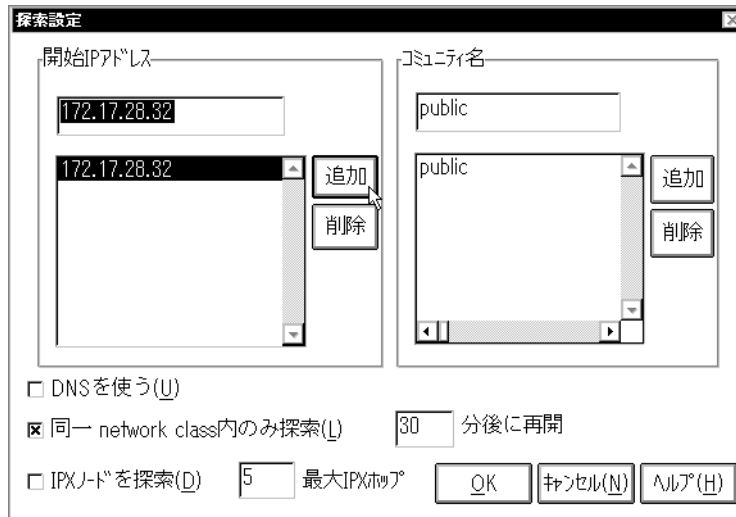 探索設定
開始IPアドレス
172.17.28.32
172.17.28.32
追加
削除
コミュニティ名
public
public
追加
削除
DNSを使う(U)
同一 network class内のみ探索(L)
30 分後に再開
IPXノードを探索(D)
5 最大IPXホップ
OK
キャンセル(N)
ヘルプ(H)